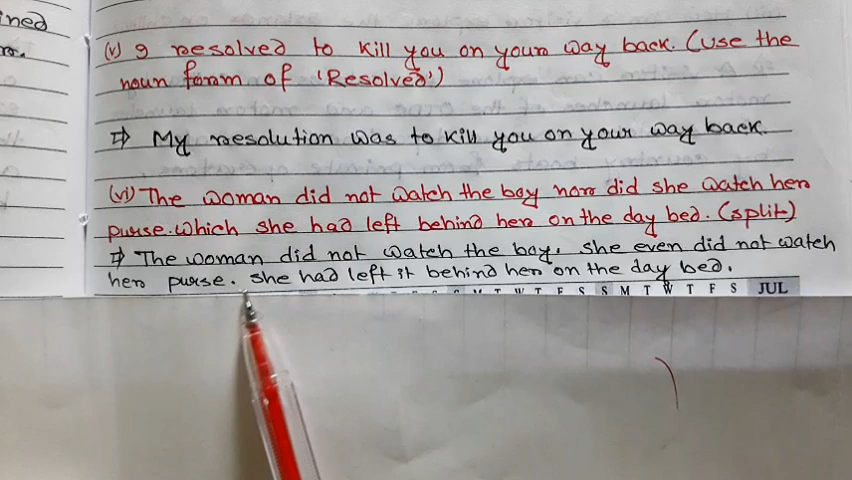 ined
(v) I resolved to kill you on your way back. (use the
ro.
noun form of 'Resolved')
⇒ My resolution was to kill you on your way back.
(vi) The woman did not watch the boy nor did she watch her
purse.which she had left behind her on the day bed. (split)
⇒ The woman did not watch the boy. she even did not watch
her purse. she had left it behind her on the day bed.
M T W T F S S M T W T F S JUL